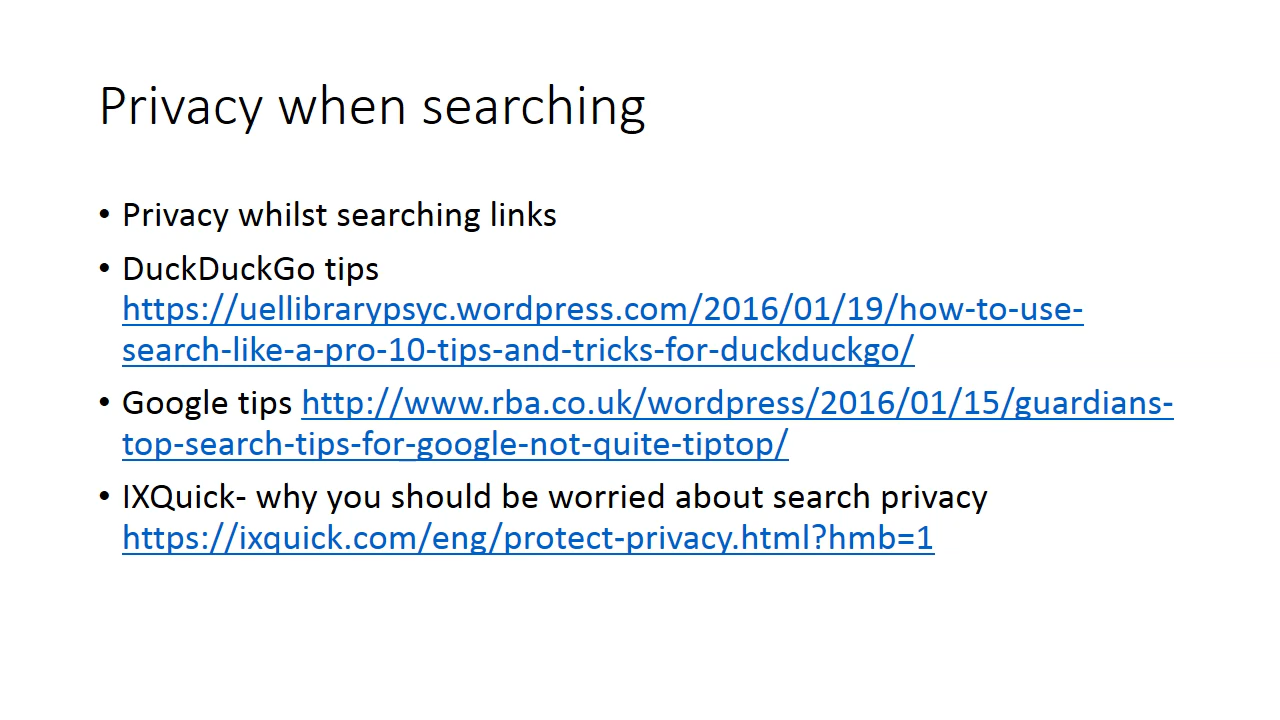 Privacy when searching
• Privacy whilst searching links
• DuckDuckGo tips
https://uellibrarypsyc.wordpress.com/2016/01/19/how-to-use-
search-like-a-pro-10-tips-and-tricks-for-duckduckgo/
• Google tips http://www.rba.co.uk/wordpress/2016/01/15/guardians-
top-search-tips-for-google-not-quite-tiptop/
• IXQuick- why you should be worried about search privacy
https://ixquick.com/eng/protect-privacy.html?hmb=1